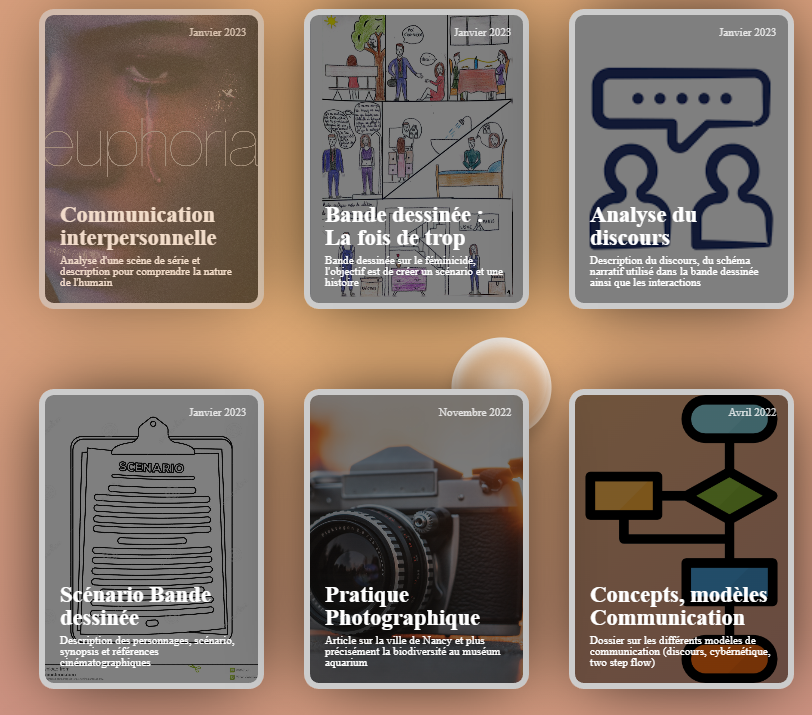 Janvier 2023
euphoria
Communication
interpersonnelle
Analyse d'une scène de série et
description pour comprendre la nature
de l'humain
Janvier 2023
Bande dessinée :
La fois de trop
Bande dessinée sur le féminicide,
l'objectif est de créer un scénario et une
histoire
Janvier 2023
Analyse du
discours
Description du discours, du schéma
narratif utilisé dans la bande dessinée
ainsi que les interactions
Janvier 2023
SCENARIO
Scénario Bande
dessinée
Description des personnages, scénario,
synopsis et références
cinématographiques
Novembre 2022
Pratique
Photographique
Article sur la ville de Nancy et plus
précisément la biodiversité au muséum
aquarium
Avril 2022
Concepts, modèles
Communication
Dossier sur les différents modèles de
communication (discours, cybérnétique,
two step flow)